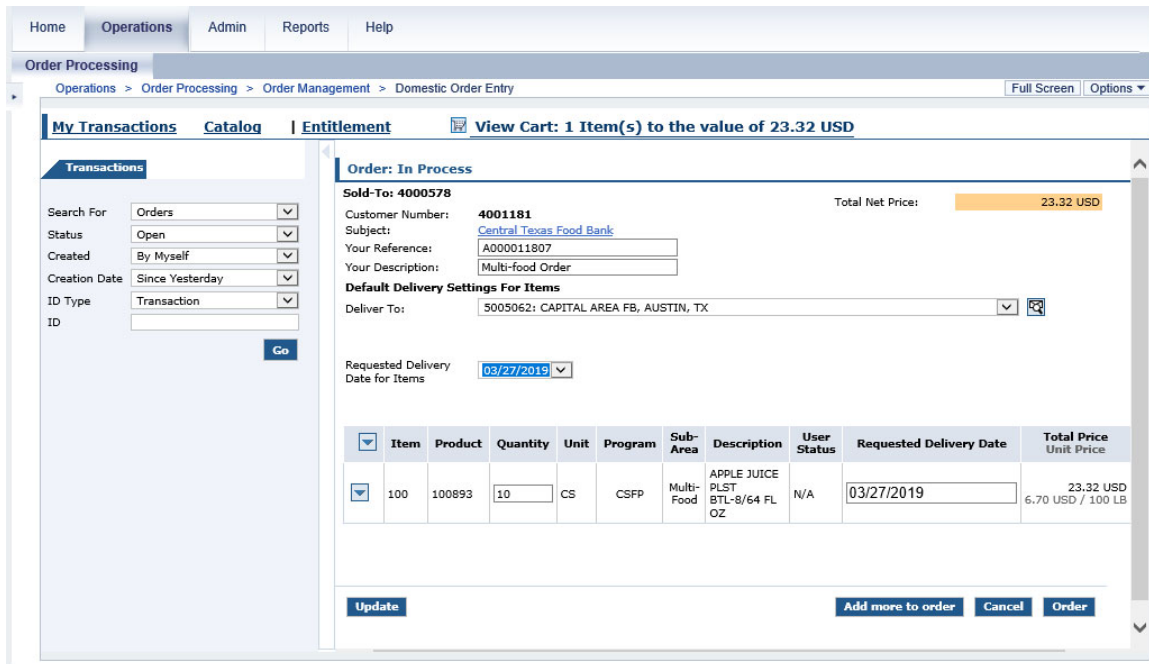 Home Operations Admin Reports Help
Order Processing
Operations > Order Processing > Order Management > Domestic Order Entry
Full Screen Options
My Transactions Catalog | Entitlement View Cart: 1 Item(s) to the value of 23.32 USD
Transactions
Search For Orders
Status Open
Created By Myself
Creation Date Since Yesterday
ID Type Transaction
ID
Go
Order: In Process
Sold-To: 4000578
Total Net Price: 23.32 USD
Customer Number: 4001181
Subject: Central Texas Food Bank
Your Reference: A000011807
Your Description: Multi-food Order
Default Delivery Settings For Items
Deliver To: 5005062: CAPITAL AREA FB, AUSTIN, TX
Requested Delivery
Date for Items
03/27/2019
Item Product Quantity Unit Program Sub-
Area Description User
Status Requested Delivery Date Total Price
Unit Price
100 100893 10 CS CSFP Multi-
Food APPLE JUICE
PLST
BTL-8/64 FL
OZ
N/A 03/27/2019 23.32 USD
6.70 USD / 100 LB
Update Add more to order Cancel Order